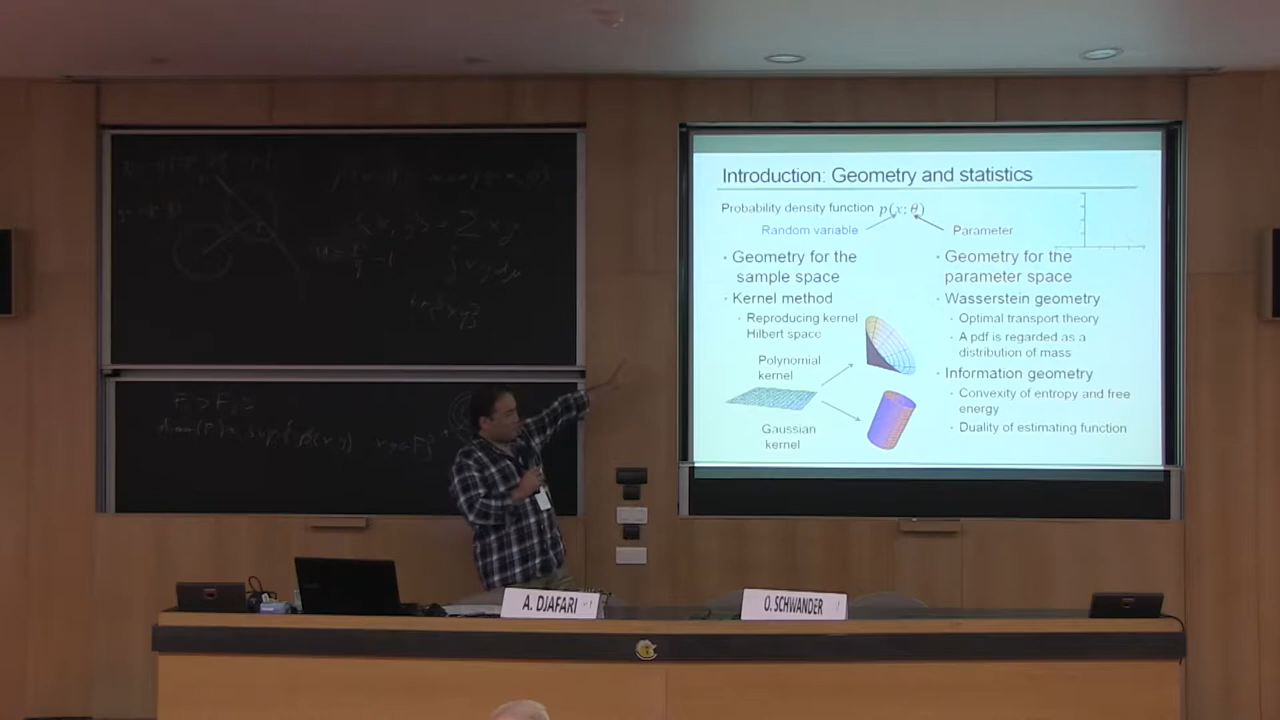 Introduction: Geometry and statistics
Probability density function p(x; θ)
Random variable
Parameter
· Geometry for the
sample space
· Kernel method
· Reproducing kernel
Hilbert space
Polynomial
kernel
Gaussian
kernel
· Geometry for the
parameter space
· Wasserstein geometry
· Optimal transport theory
· A pdf is regarded as a
distribution of mass
· Information geometry
· Convexity of entropy and free
energy
· Duality of estimating function
A. DJAFARI
O. SCHWANDER